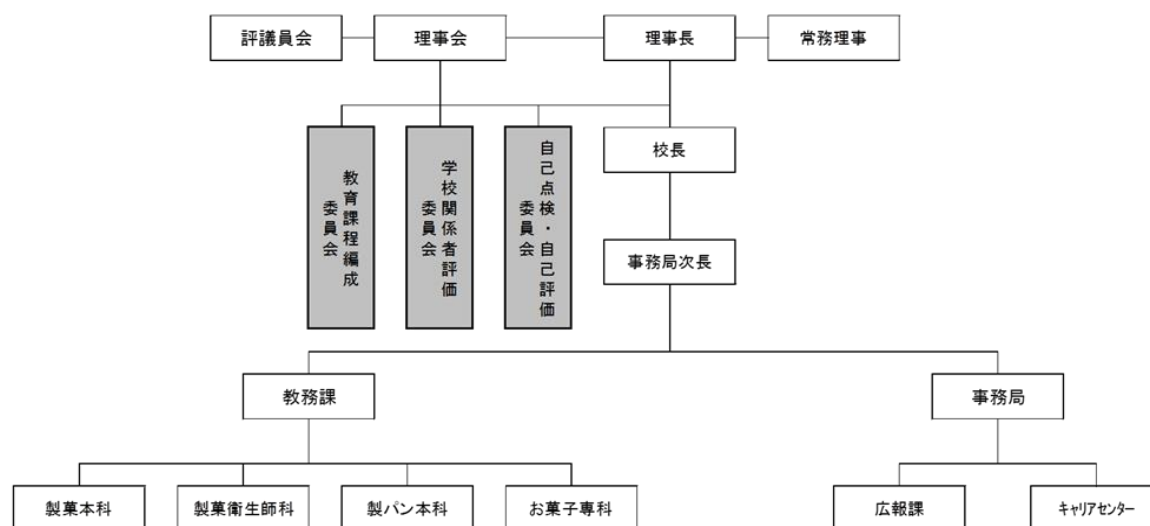 評議員会
理事会
理事長
常務理事
教育課程編成
委員会
学校関係者評価
委員会
自己点検・自己評価
委員会
校長
事務局次長
教務課
事務局
製菓本科
製菓衛生師科
製パン本科
お菓子専科
広報課
キャリアセンター